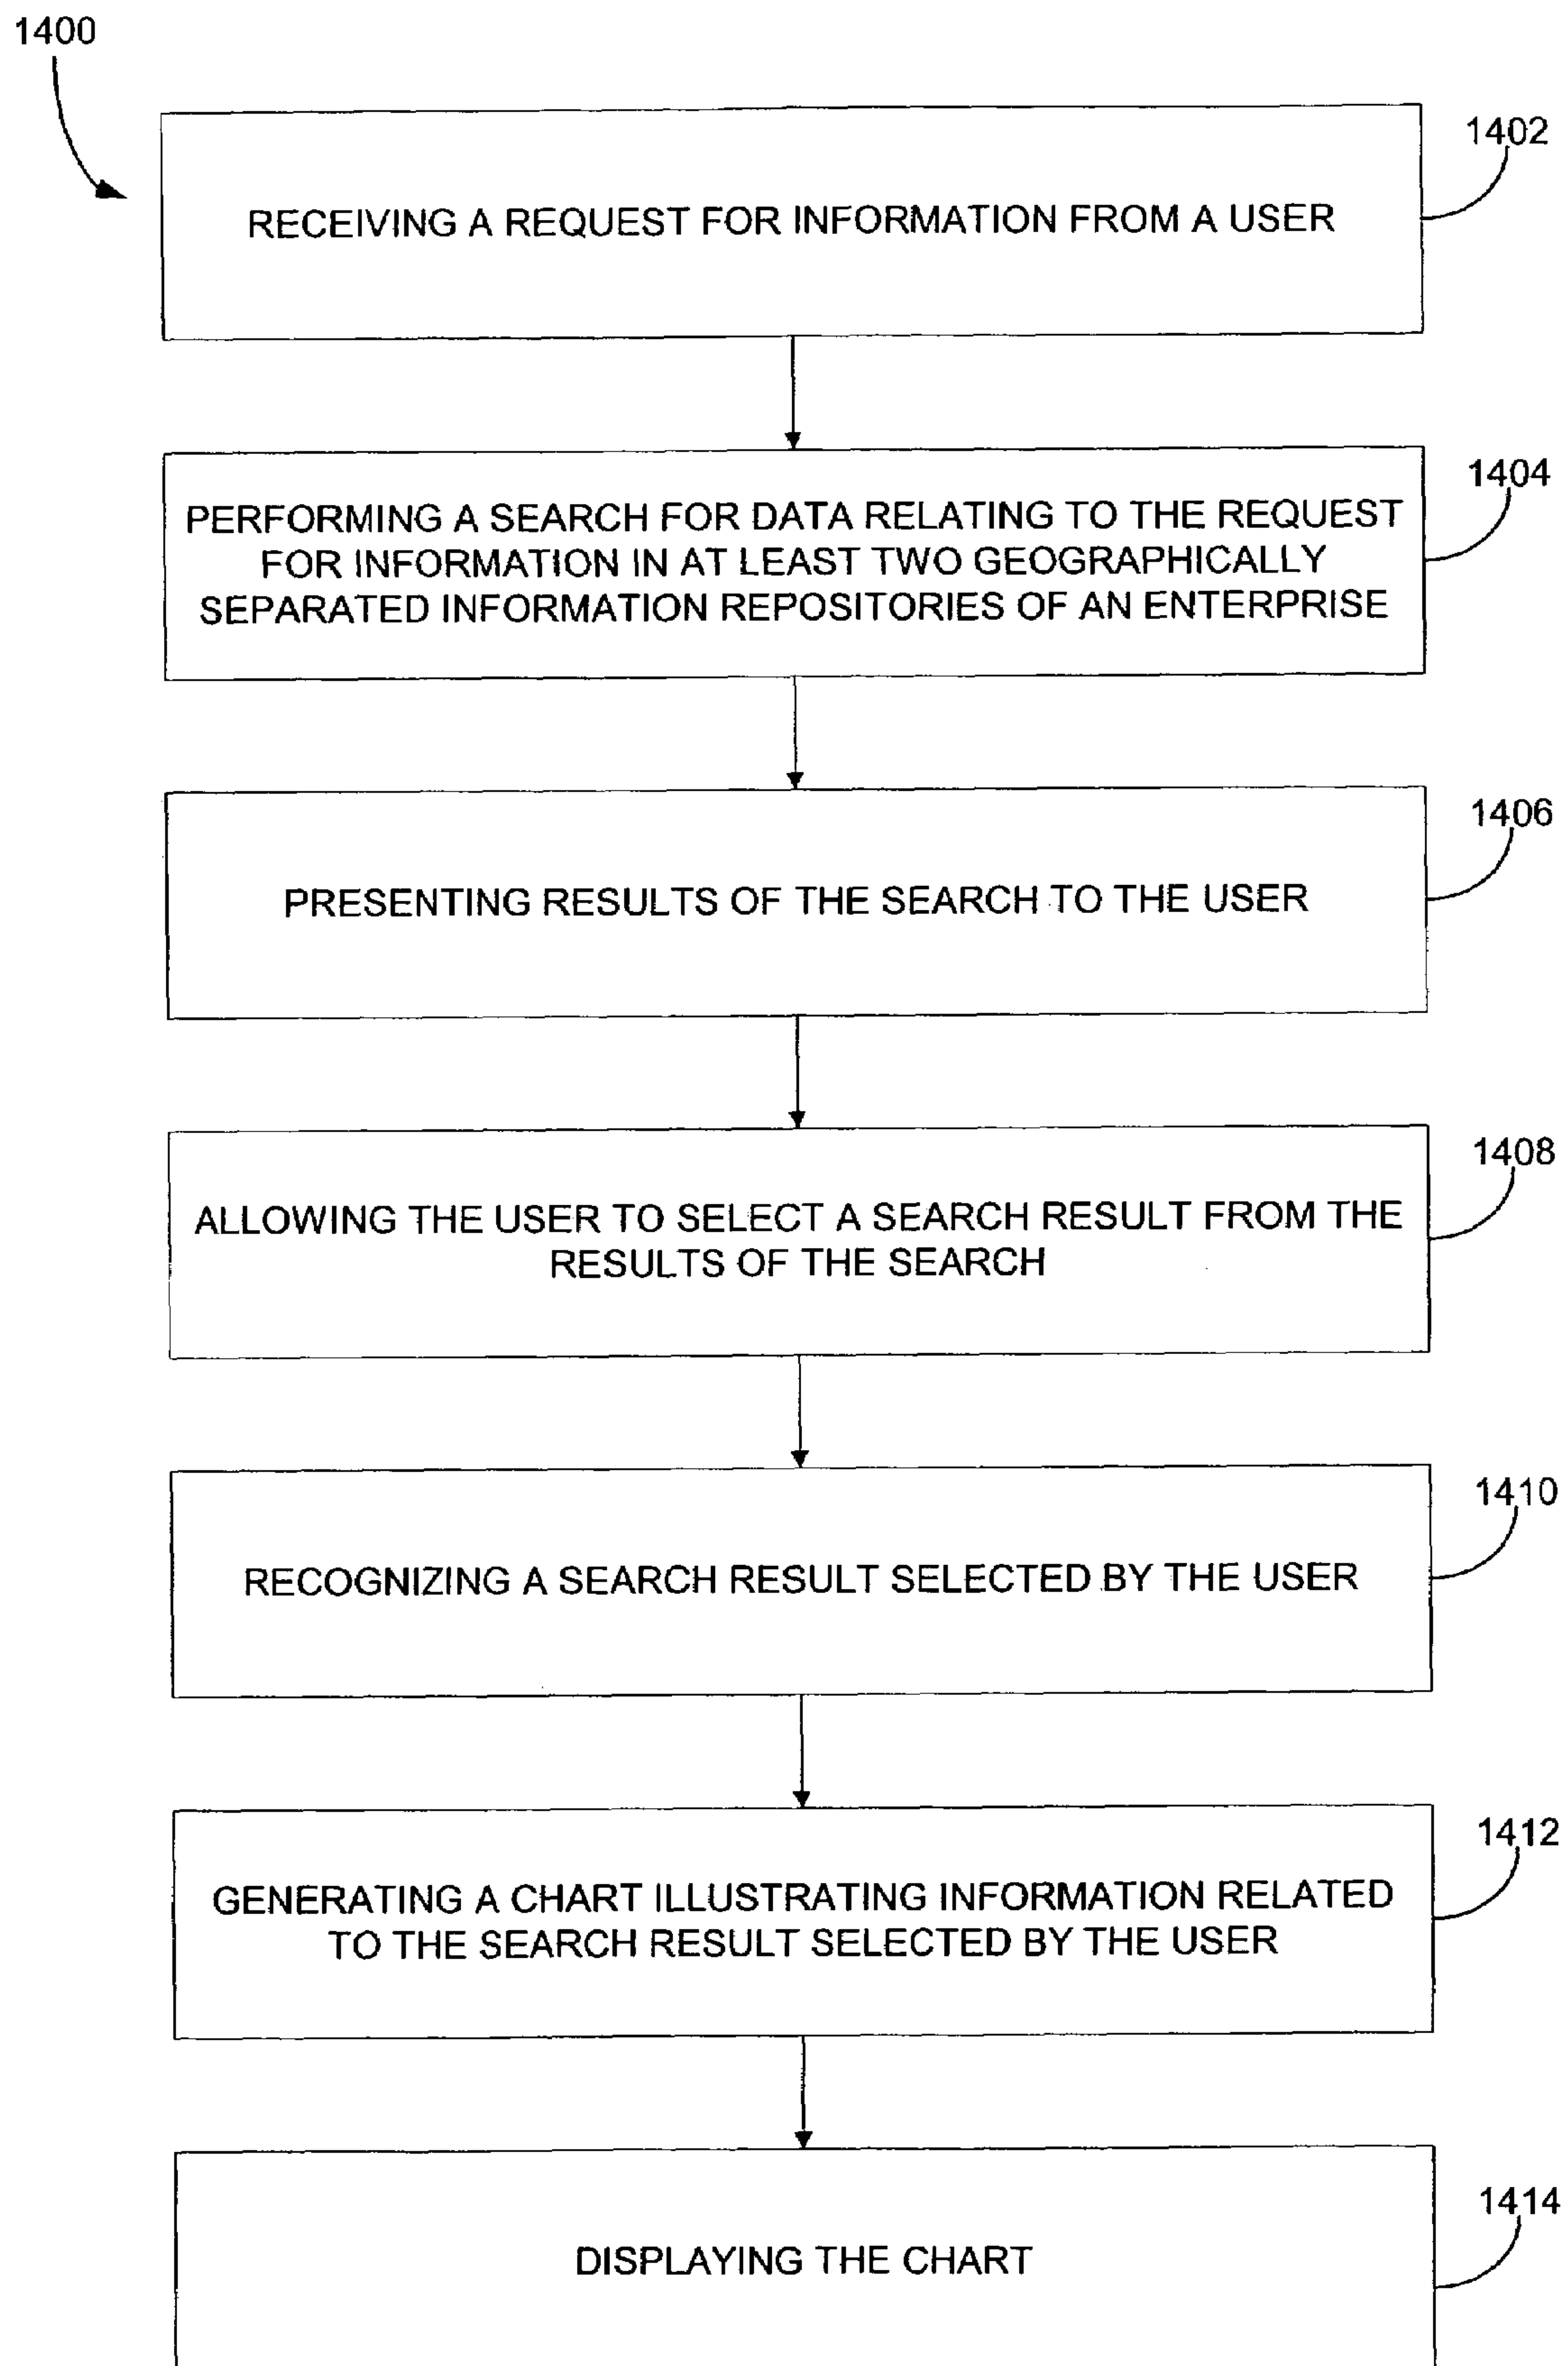 1400
1402
RECEIVING A REQUEST FOR INFORMATION FROM A USER
1404
PERFORMING A SEARCH FOR DATA RELATING TO THE REQUEST
FOR INFORMATION IN AT LEAST TWO GEOGRAPHICALLY
SEPARATED INFORMATION REPOSITORIES OF AN ENTERPRISE
1406
PRESENTING RESULTS OF THE SEARCH TO THE USER
1408
ALLOWING THE USER TO SELECT A SEARCH RESULT FROM THE
RESULTS OF THE SEARCH
1410
RECOGNIZING A SEARCH RESULT SELECTED BY THE USER
1412
GENERATING A CHART ILLUSTRATING INFORMATION RELATED
TO THE SEARCH RESULT SELECTED BY THE USER
1414
DISPLAYING THE CHART